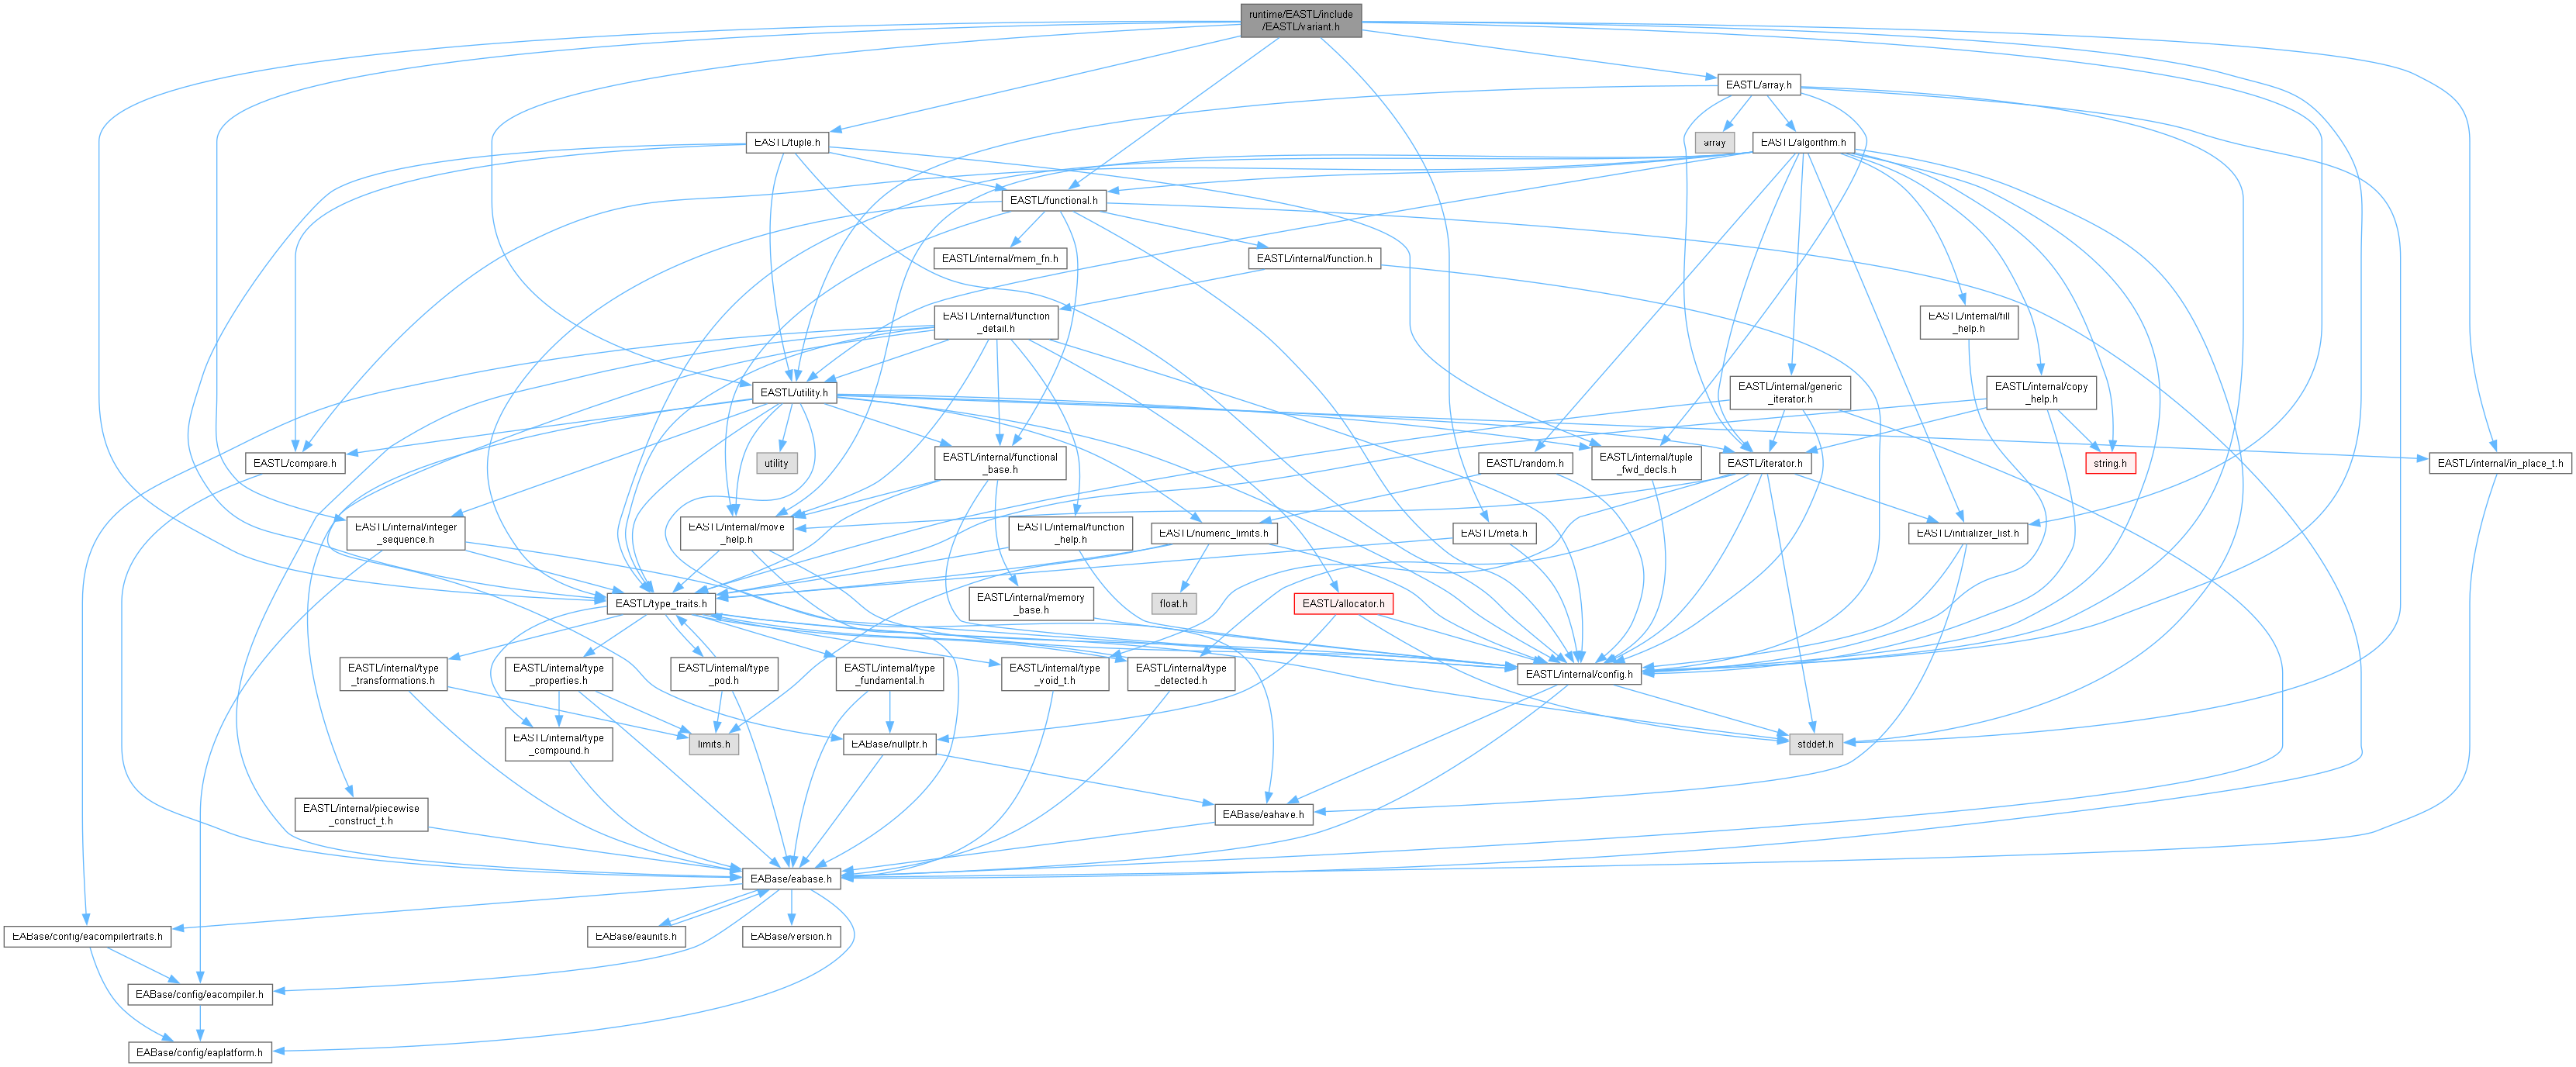 runtime/EASTL/include
/EASTL/variant.h
EASTL/array.h
EASTL/tuple.h
array
EASTL/algorithm.h
EASTL/functional.h
EASTL/internal/mem_fn.h
EASTL/internal/function.h
EASTL/internal/function
_detail.h
EASTL/internal/fill
_help.h
EASTL/utility.h
EASTL/internal/generic
_iterator.h
EASTL/internal/copy
_help.h
EASTL/compare.h
utility
EASTL/internal/functional
_base.h
EASTL/random.h
EASTL/internal/tuple
_fwd_decls.h
EASTL/iterator.h
string.h
EASTL/internal/in_place_t.h
EASTL/internal/integer
_sequence.h
EASTL/internal/move
_help.h
EASTL/internal/function
_help.h
EASTL/numeric_limits.h
EASTL/meta.h
EASTL/initializer_list.h
EASTL/type_traits.h
EASTL/internal/memory
_base.h
float.h
EASTL/allocator.h
EASTL/internal/type
_transformations.h
EASTL/internal/type
_properties.h
EASTL/internal/type
_pod.h
EASTL/internal/type
_fundamental.h
EASTL/internal/type
_void_t.h
EASTL/internal/type
_detected.h
EASTL/internal/config.h
EASTL/internal/type
_compound.h
limits.h
EABase/nullptr.h
stddef.h
EASTL/internal/piecewise
_construct_t.h
EABase/eahave.h
EABase/eabase.h
EABase/config/eacompilertraits.h
EABase/eaunits.h
EABase/version.h
EABase/config/eacompiler.h
EABase/config/eaplatform.h